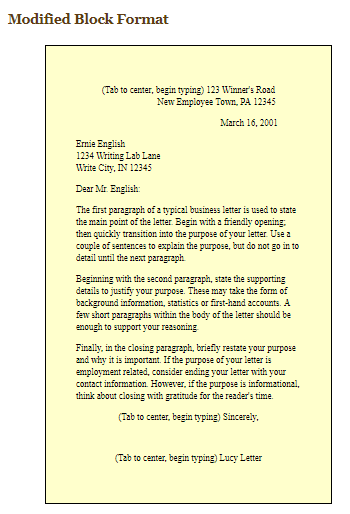 Modified Block Format
(Tab to center, begin typing) 123 Winner's Road
New Employee Town, PA 12345
March 16, 2001
Ernie English
1234 Writing Lab Lane
Write City, IN 12345
Dear Mr. English:
The first paragraph of a typical business letter is used to state
the main point of the letter. Begin with a friendly opening;
then quickly transition into the purpose of your letter. Use a
couple of sentences to explain the purpose, but do not go in to
detail until the next paragraph.
Beginning with the second paragraph, state the supporting
details to justify your purpose. These may take the form of
background information, statistics or first-hand accounts. A
few short paragraphs within the body of the letter should be
enough to support your reasoning.
Finally, in the closing paragraph, briefly restate your purpose
and why it is important. If the purpose of your letter is
employment related, consider ending your letter with your
contact information. However, if the purpose is informational,
think about closing with gratitude for the reader's time.
(Tab to center, begin typing) Sincerely,
(Tab to center, begin typing) Lucy Letter